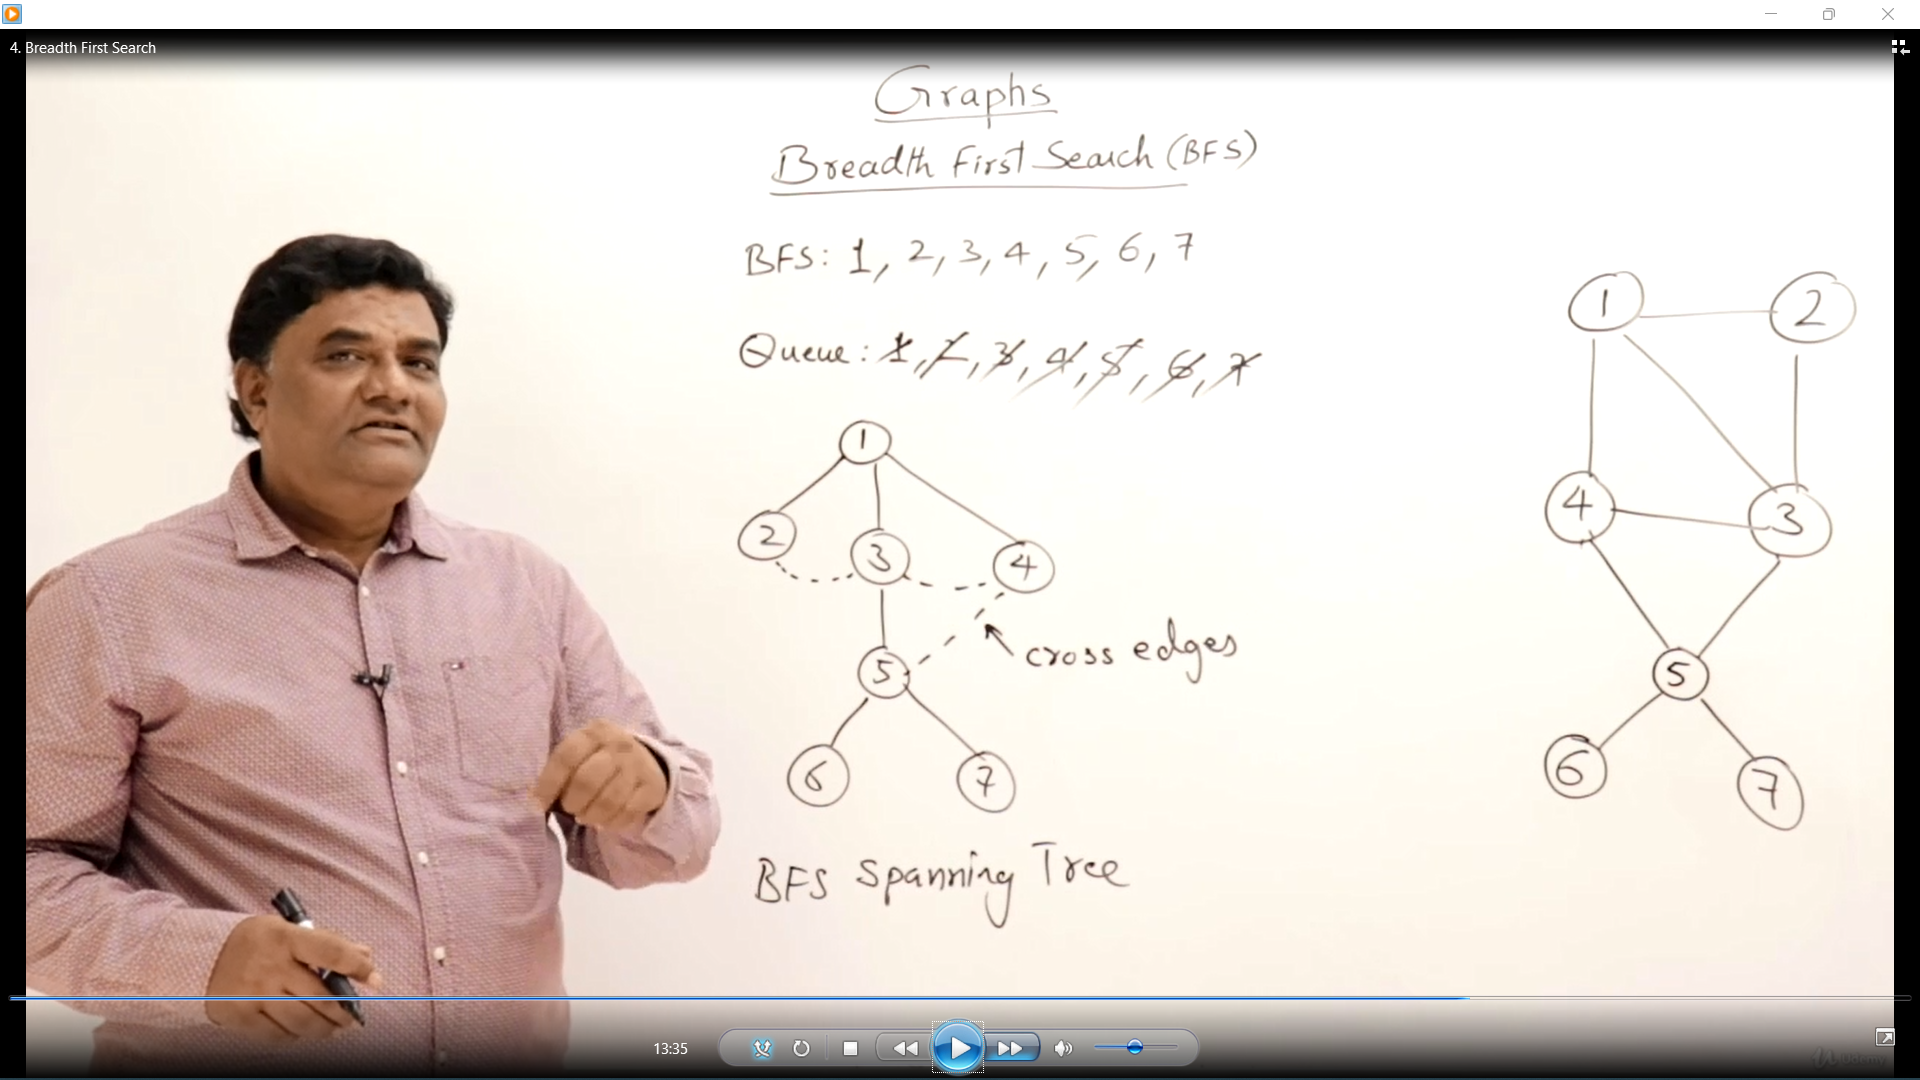 4. Breadth First Search
Graphs
Breadth First Search (BFS)
BFS: 1, 2, 3, 4, 5, 6, 7
Queue: 1, 2, 3, 4, 5, 6, 7
1
2 3 4
cross edges
5
6 7
BFS Spanning Tree
1 2
4 3
5
6 7
13:35
udemy